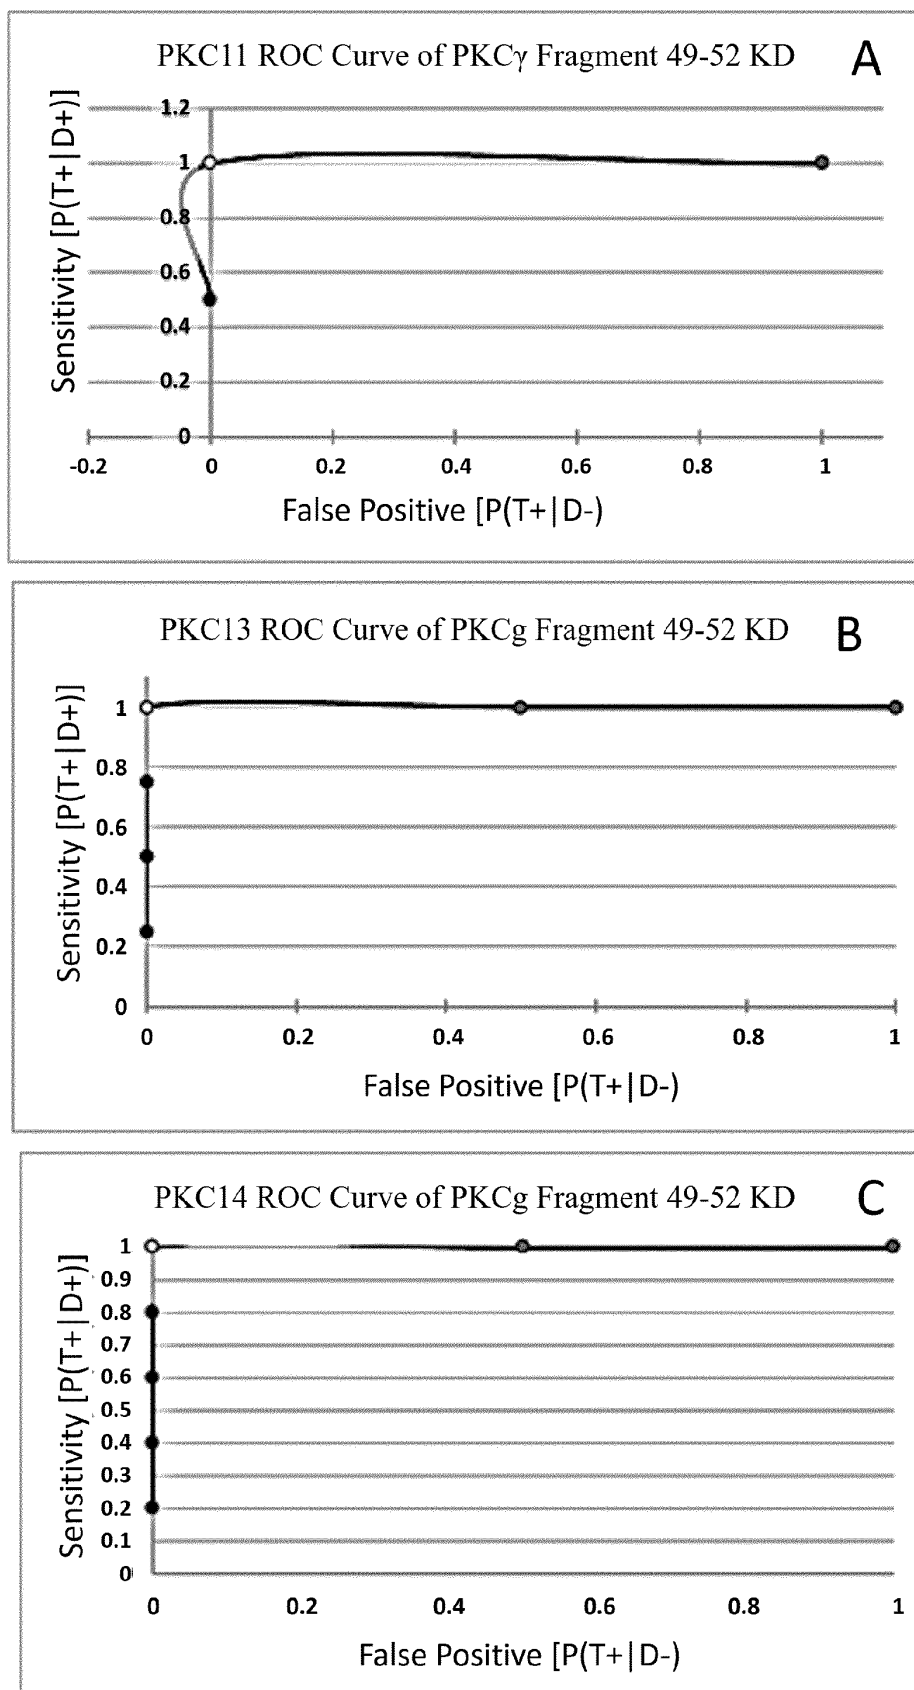 PKC11 ROC Curve of PKCγ Fragment 49-52 KD
A
Sensitivity [P(T+|D+)]
1.2
1
0.8
0.6
0.4
0.2
0
-0.2 0 0.2 0.4 0.6 0.8 1
False Positive [P(T+|D-)
PKC13 ROC Curve of PKCg Fragment 49-52 KD
B
Sensitivity [P(T+|D+)]
1
0.8
0.6
0.4
0.2
0
0 0.2 0.4 0.6 0.8 1
False Positive [P(T+|D-)
PKC14 ROC Curve of PKCg Fragment 49-52 KD
C
Sensitivity [P(T+|D+)]
1
0.9
0.8
0.7
0.6
0.5
0.4
0.3
0.2
0.1
0
0 0.2 0.4 0.6 0.8 1
False Positive [P(T+|D-)